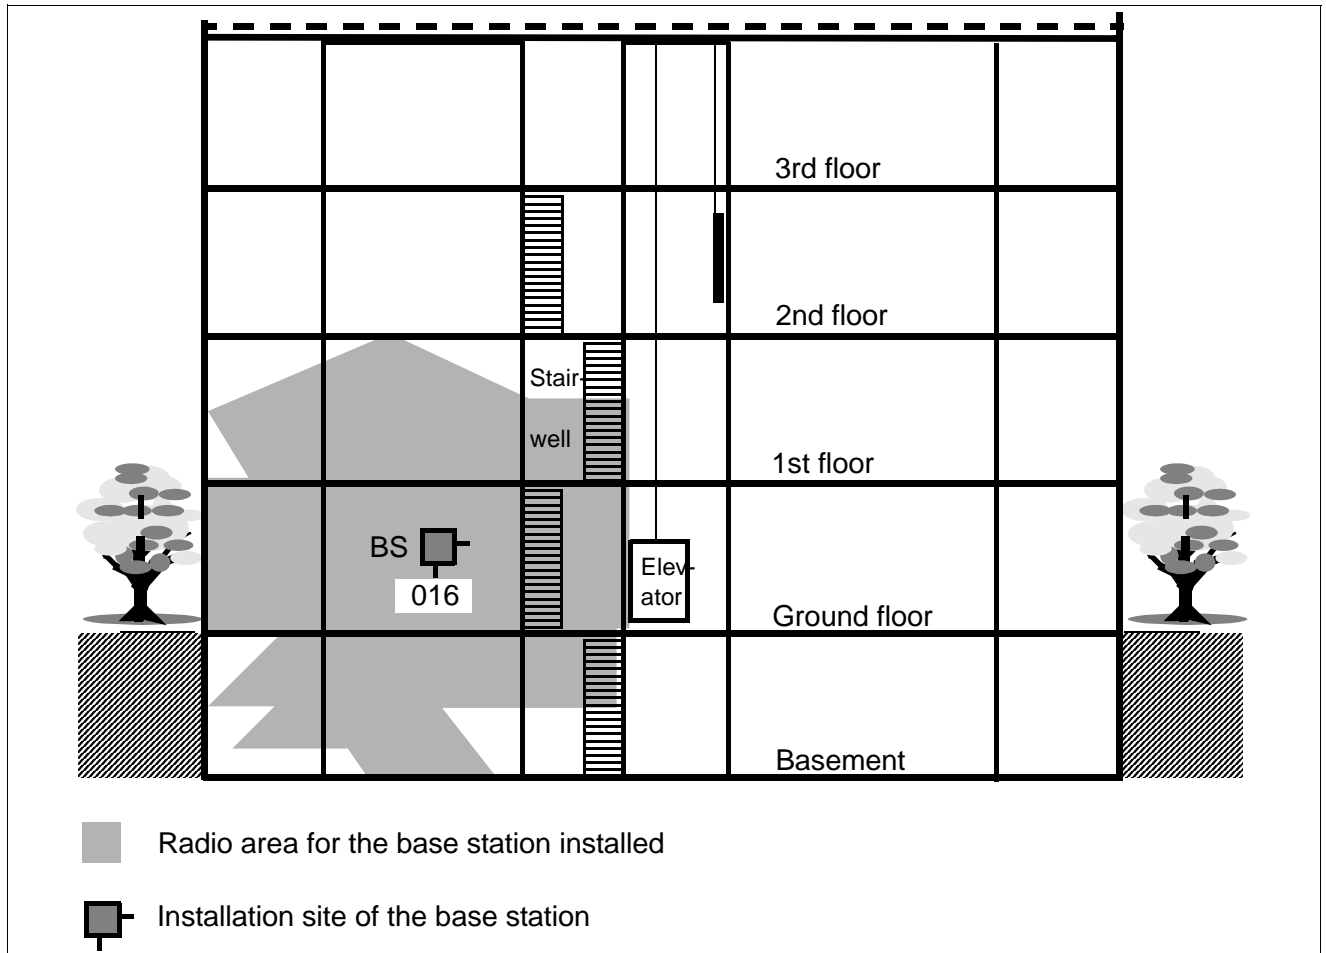 3rd floor
2nd floor
Stair-
well
1st floor
BS
016
Elev-
ator
Ground floor
Basement
Radio area for the base station installed
Installation site of the base station